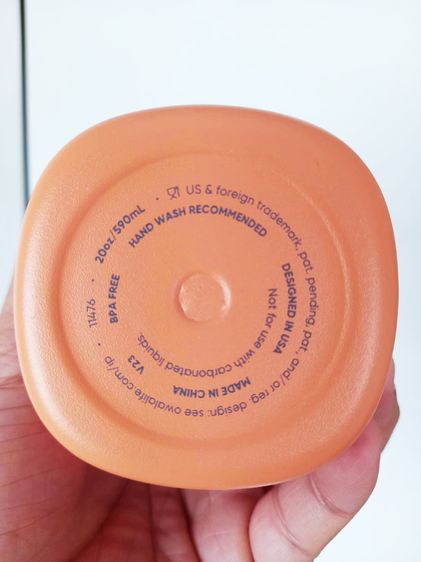 US & foreign trademark, pat. pending, pat. and/or reg. design: see owalalife.com/ip · 11476 · 20oz/590mL ·
HAND WASH RECOMMENDED
DESIGNED IN USA
Not for use with carbonated liquids.
MADE IN CHINA
V23
BPA FREE